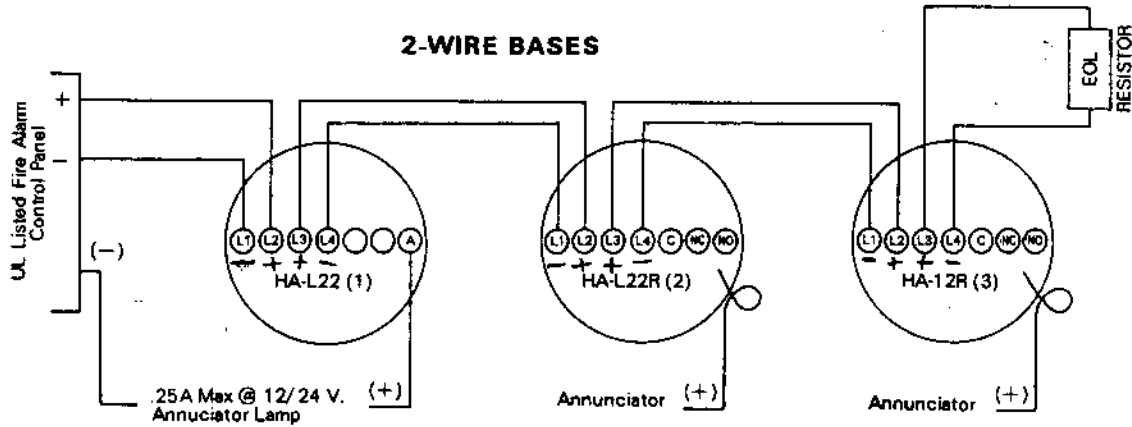 2-WIRE BASES
EOL
RESISTOR
UL Listed Fire Alarm
Control Panel
+
−
(−)
L1 L2 L3 L4 A
− + + −
HA-L22 (1)
L1 L2 L3 L4 C NC NO
− + + −
HA-L22R (2)
L1 L2 L3 L4 C NC NO
− + + −
HA-12R (3)
.25A Max @ 12/24 V. (+)
Annuciator Lamp
Annunciator (+)
Annunciator (+)